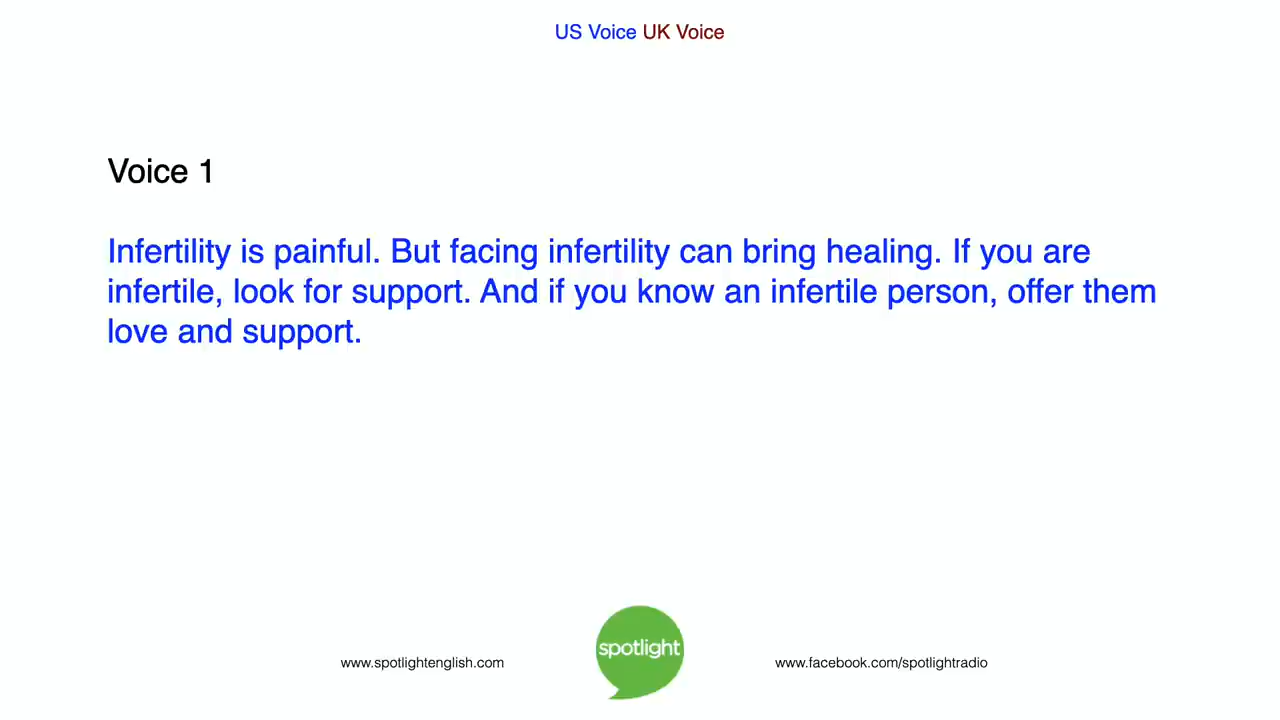 US Voice UK Voice
Voice 1
Infertility is painful. But facing infertility can bring healing. If you are
infertile, look for support. And if you know an infertile person, offer them
love and support.
www.spotlightenglish.com
spotlight
www.facebook.com/spotlightradio